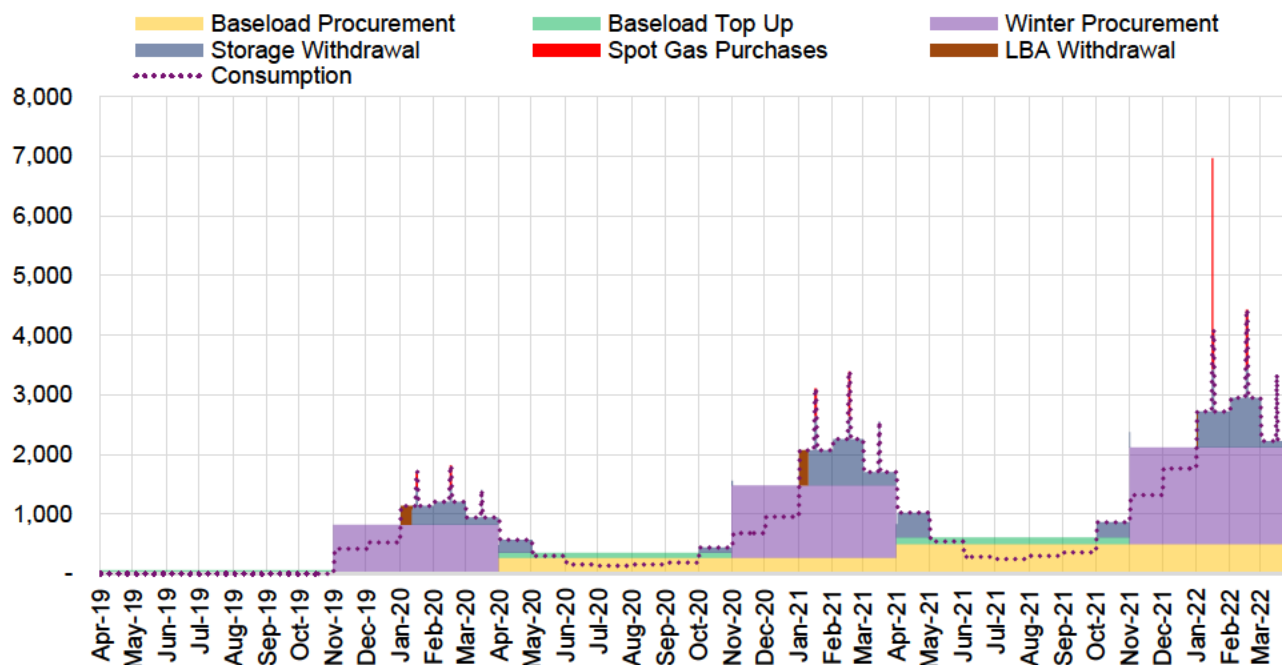 Baseload Procurement Baseload Top Up Winter Procurement
Storage Withdrawal Spot Gas Purchases LBA Withdrawal
Consumption
8,000
7,000
6,000
5,000
4,000
3,000
2,000
1,000
-
Apr-19 May-19 Jun-19 Jul-19 Aug-19 Sep-19 Oct-19 Nov-19 Dec-19 Jan-20 Feb-20 Mar-20 Apr-20 May-20 Jun-20 Jul-20 Aug-20 Sep-20 Oct-20 Nov-20 Dec-20 Jan-21 Feb-21 Mar-21 Apr-21 May-21 Jun-21 Jul-21 Aug-21 Sep-21 Oct-21 Nov-21 Dec-21 Jan-22 Feb-22 Mar-22